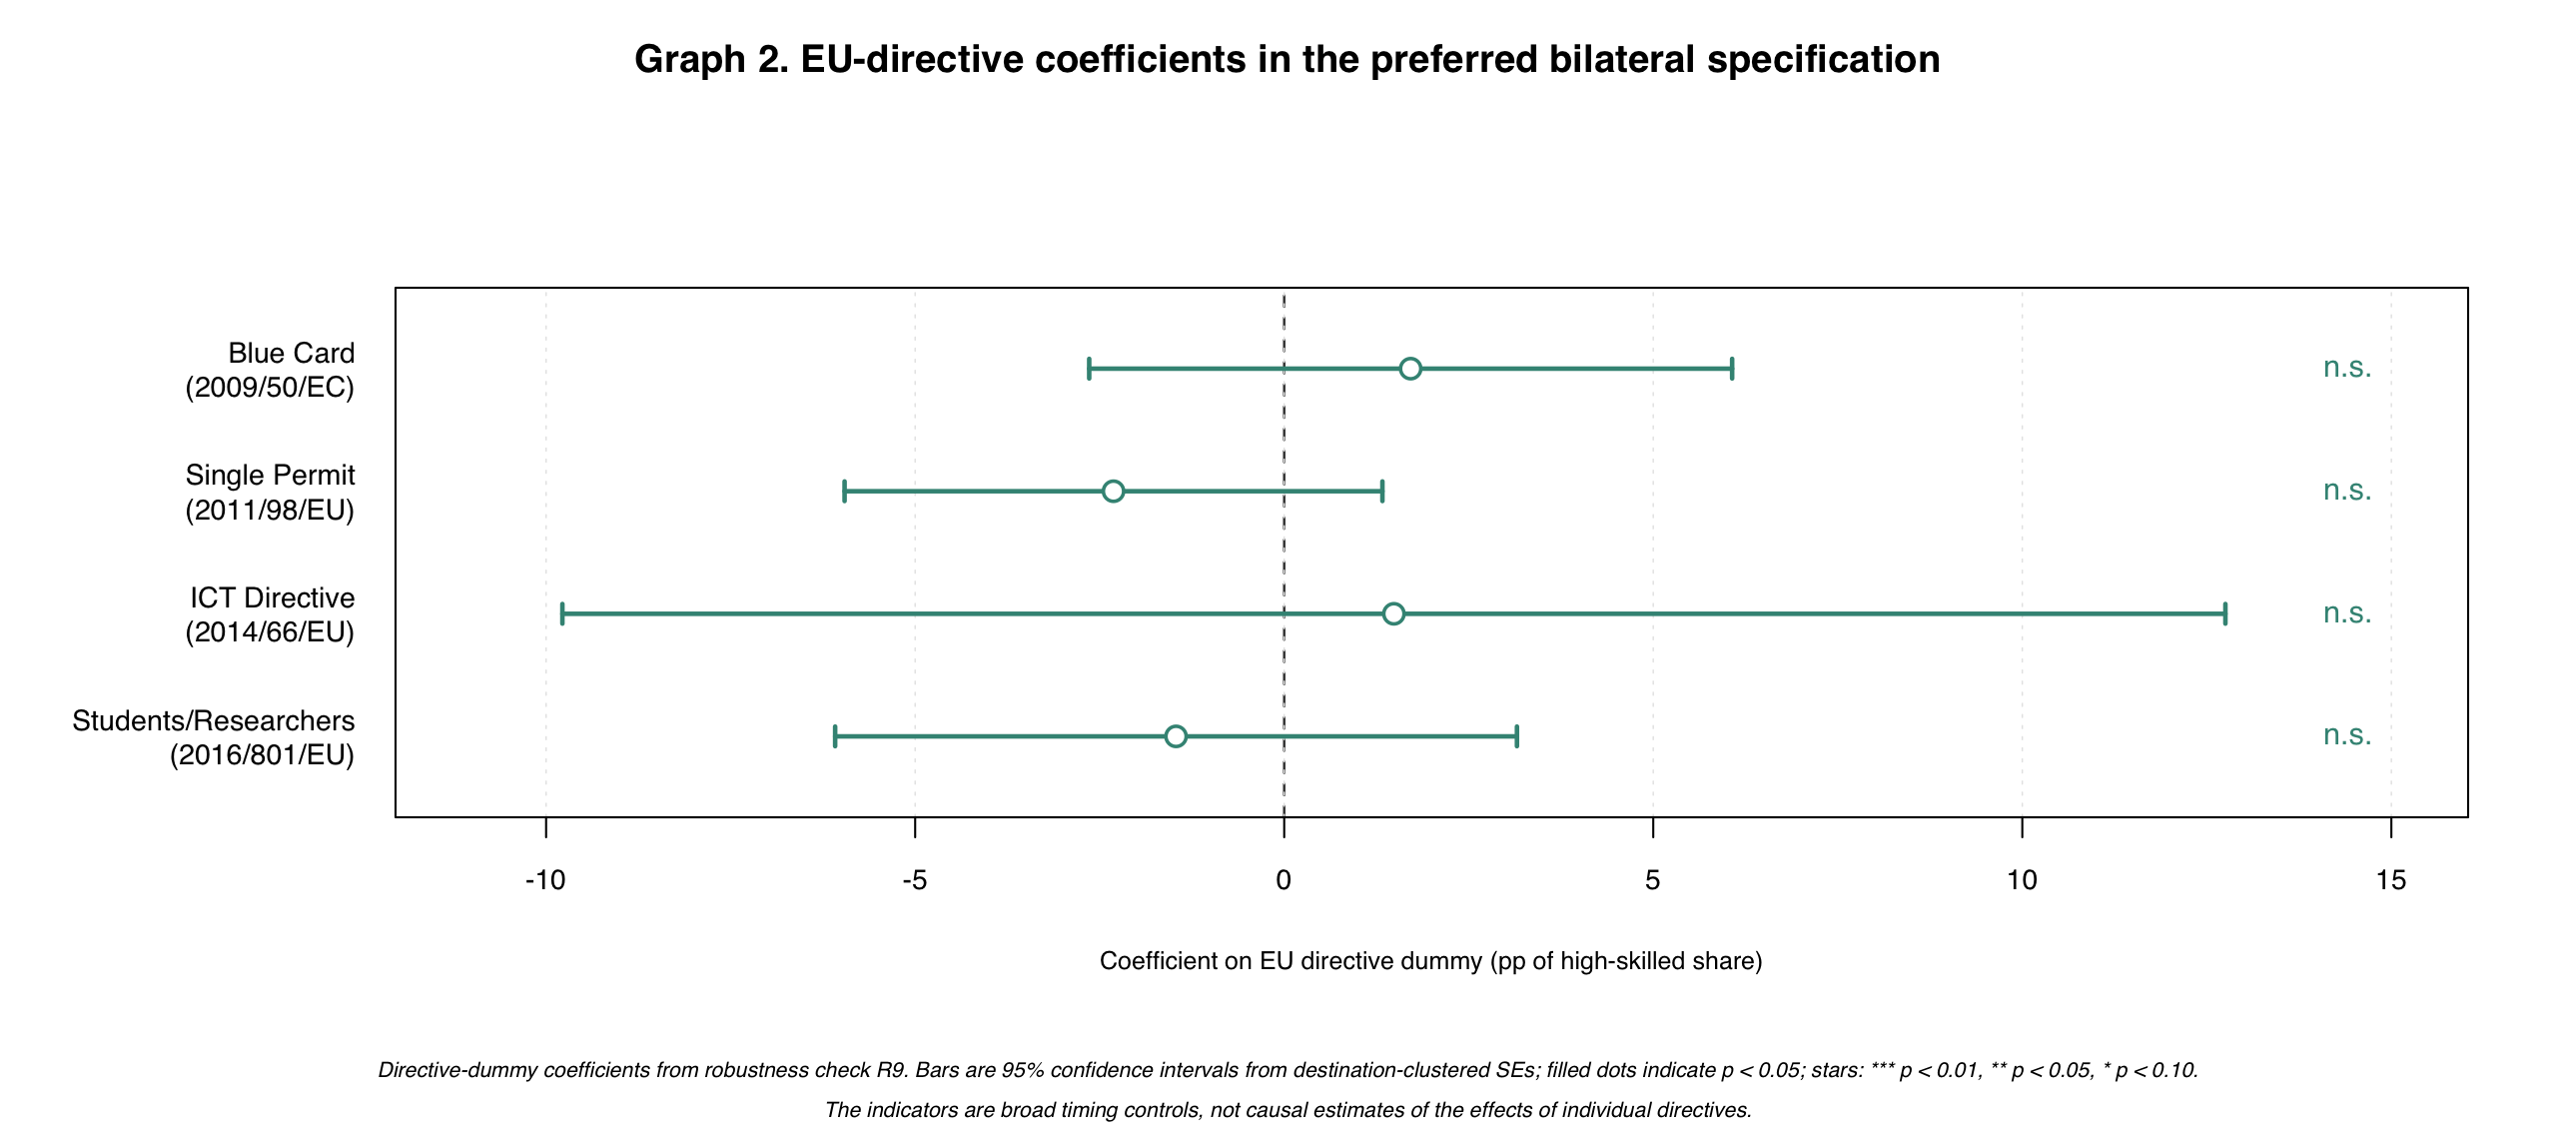 Graph 2. EU-directive coefficients in the preferred bilateral specification
Blue Card
(2009/50/EC)
n.s.
Single Permit
(2011/98/EU)
n.s.
ICT Directive
(2014/66/EU)
n.s.
Students/Researchers
(2016/801/EU)
n.s.
-10 -5 0 5 10 15
Coefficient on EU directive dummy (pp of high-skilled share)
Directive-dummy coefficients from robustness check R9. Bars are 95% confidence intervals from destination-clustered SEs; filled dots indicate p < 0.05; stars: *** p < 0.01, ** p < 0.05, * p < 0.10.
The indicators are broad timing controls, not causal estimates of the effects of individual directives.